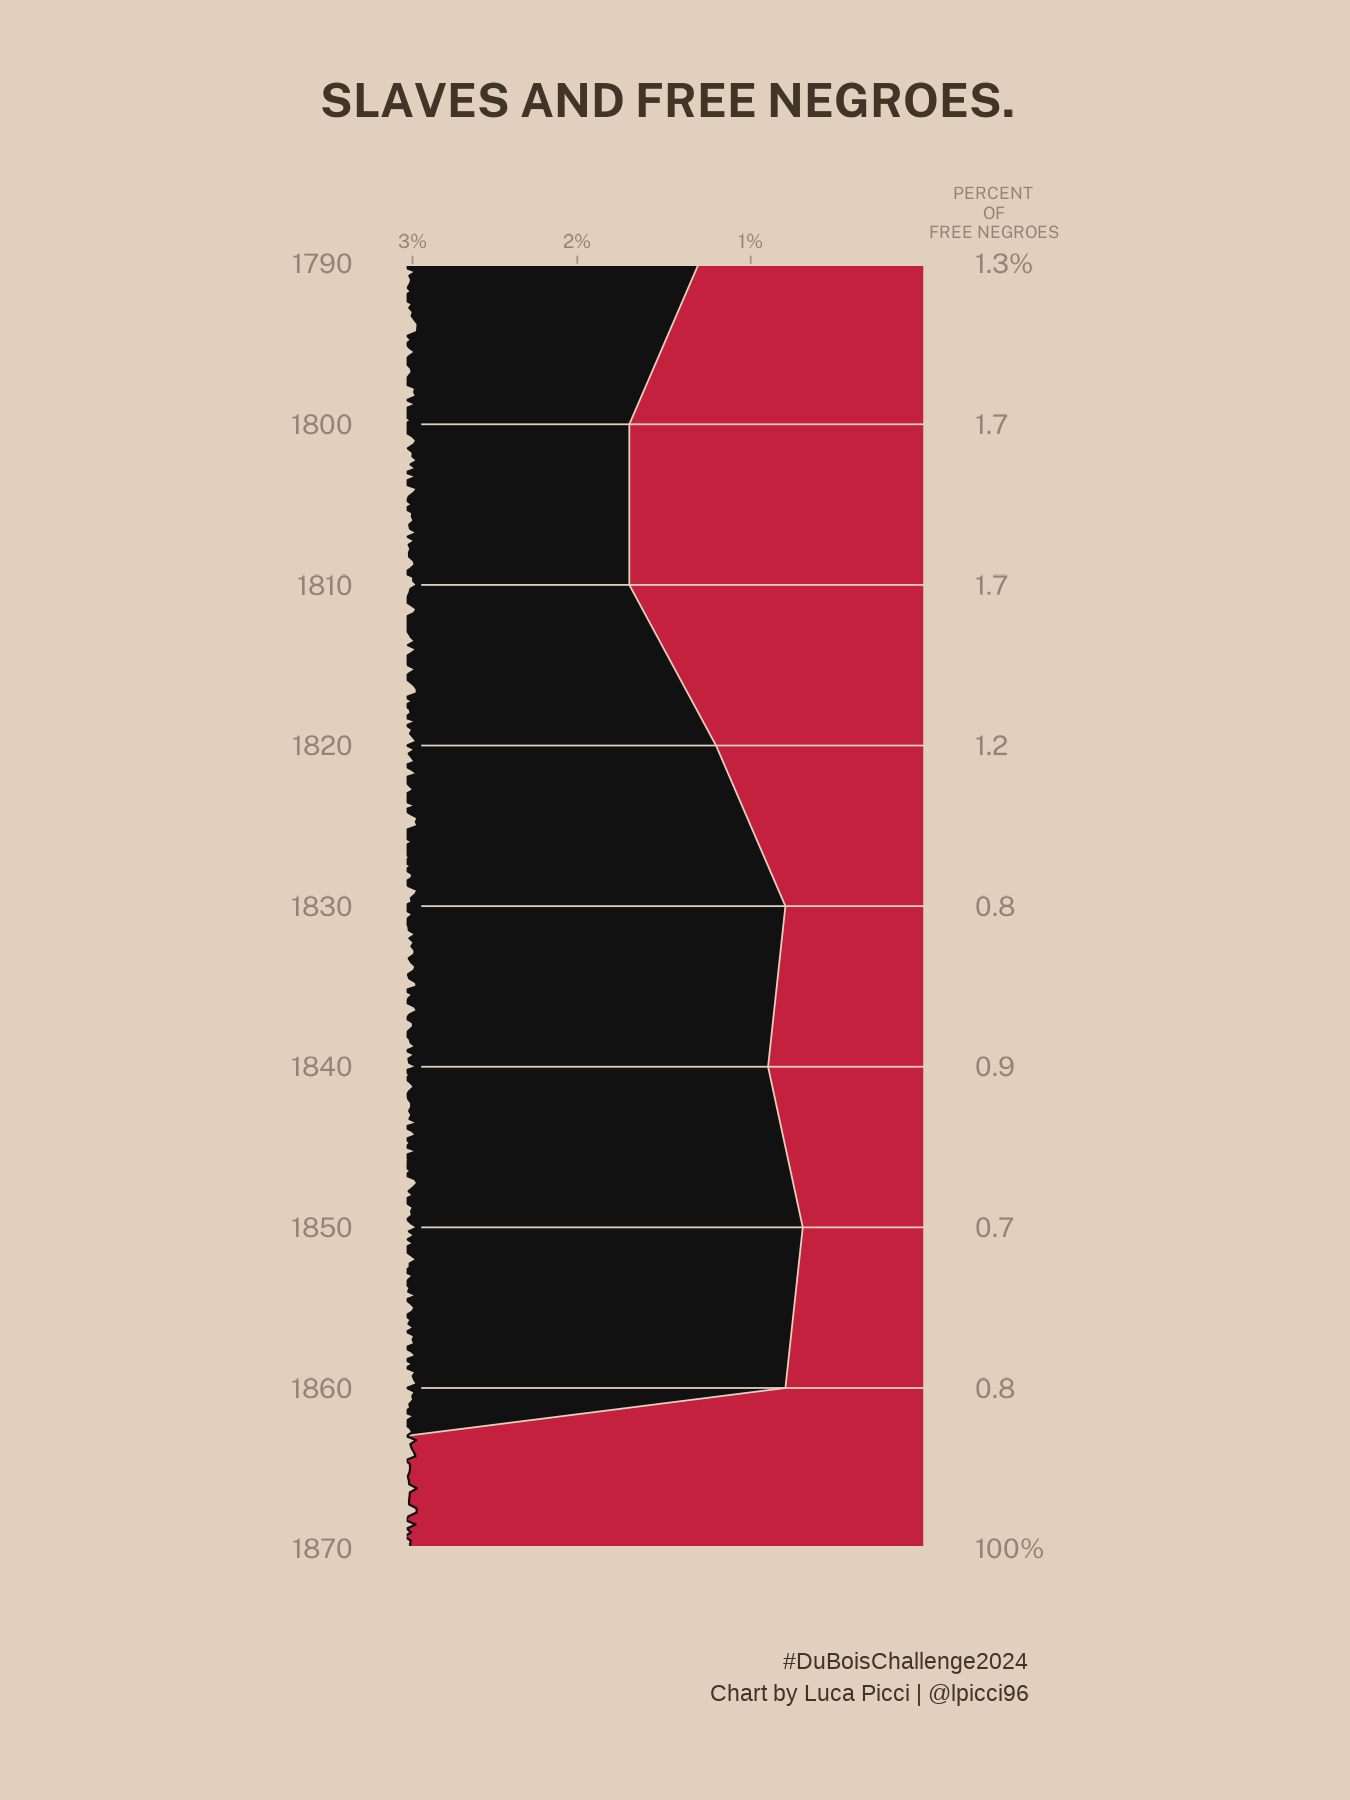 SLAVES AND FREE NEGROES.
PERCENT
OF
FREE NEGROES
3% 2% 1%
1790 1.3%
1800 1.7
1810 1.7
1820 1.2
1830 0.8
1840 0.9
1850 0.7
1860 0.8
1870 100%
#DuBoisChallenge2024
Chart by Luca Picci | @lpicci96